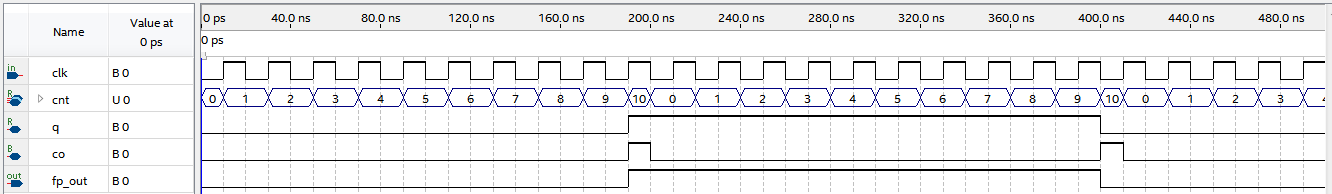 Name Value at 0 ps
0 ps 40.0 ns 80.0 ns 120.0 ns 160.0 ns 200.0 ns 240.0 ns 280.0 ns 320.0 ns 360.0 ns 400.0 ns 440.0 ns 480.0 ns
0 ps
in clk B 0
R cnt U 0 0 1 2 3 4 5 6 7 8 9 10 0 1 2 3 4 5 6 7 8 9 10 0 1 2 3 4
R q B 0
B co B 0
out fp_out B 0